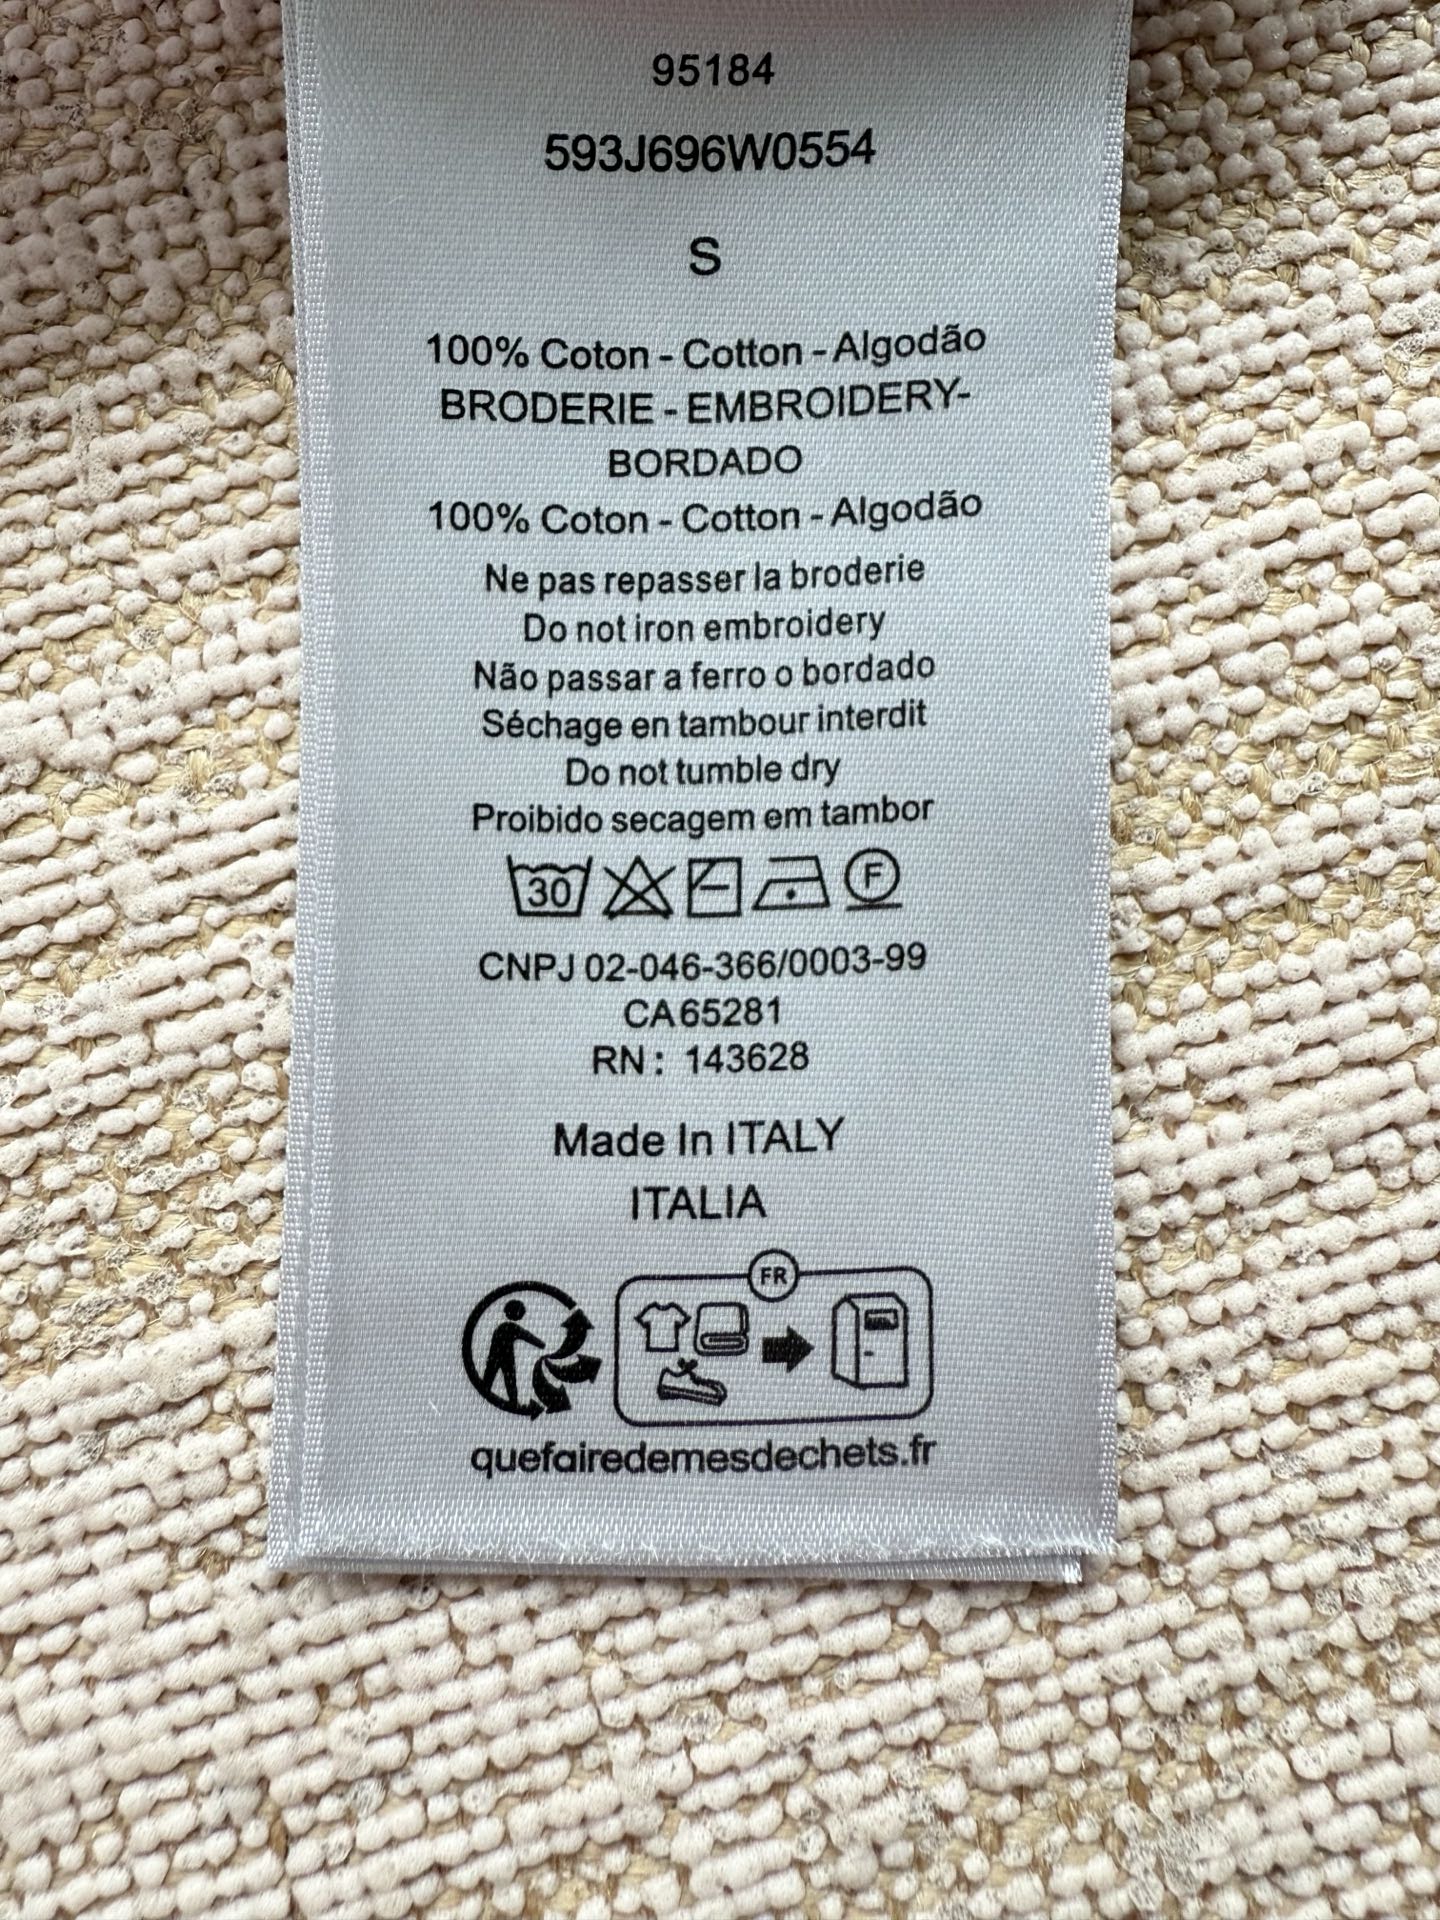 95184
593J696W0554
S
100% Coton - Cotton - Algodão
BRODERIE - EMBROIDERY-
BORDADO
100% Coton - Cotton - Algodão
Ne pas repasser la broderie
Do not iron embroidery
Não passar a ferro o bordado
Séchage en tambour interdit
Do not tumble dry
Proibido secagem em tambor
30 F
CNPJ 02-046-366/0003-99
CA 65281
RN : 143628
Made In ITALY
ITALIA
FR
quefairedemesdechets.fr